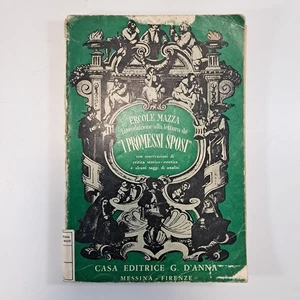 ERCOLE MAZZA
Introduzione alla lettura de
"I PROMESSI SPOSI"
con esercitazioni di
critica storico-estetica
e alcuni saggi di analisi
CASA EDITRICE G. D'ANNA
MESSINA - FIRENZE